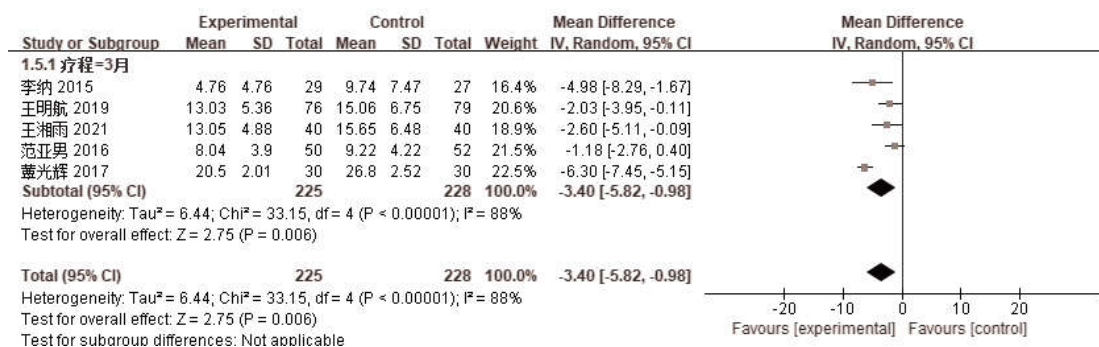 Experimental Control Mean Difference Mean Difference
Study or Subgroup Mean SD Total Mean SD Total Weight IV, Random, 95% CI IV, Random, 95% CI
1.5.1 疗程=3月
李纳 2015 4.76 4.76 29 9.74 7.47 27 16.4% -4.98 [-8.29, -1.67]
王明航 2019 13.03 5.36 76 15.06 6.75 79 20.6% -2.03 [-3.95, -0.11]
王湘雨 2021 13.05 4.88 40 15.65 6.48 40 18.9% -2.60 [-5.11, -0.09]
范亚男 2016 8.04 3.9 50 9.22 4.22 52 21.5% -1.18 [-2.76, 0.40]
董光辉 2017 20.5 2.01 30 26.8 2.52 30 22.5% -6.30 [-7.45, -5.15]
Subtotal (95% CI) 225 228 100.0% -3.40 [-5.82, -0.98]
Heterogeneity: Tau² = 6.44; Chi² = 33.15, df = 4 (P < 0.00001); I² = 88%
Test for overall effect: Z = 2.75 (P = 0.006)
Total (95% CI) 225 228 100.0% -3.40 [-5.82, -0.98]
Heterogeneity: Tau² = 6.44; Chi² = 33.15, df = 4 (P < 0.00001); I² = 88%
Test for overall effect: Z = 2.75 (P = 0.006)
Test for subgroup differences: Not applicable
-20 -10 0 10 20
Favours [experimental] Favours [control]